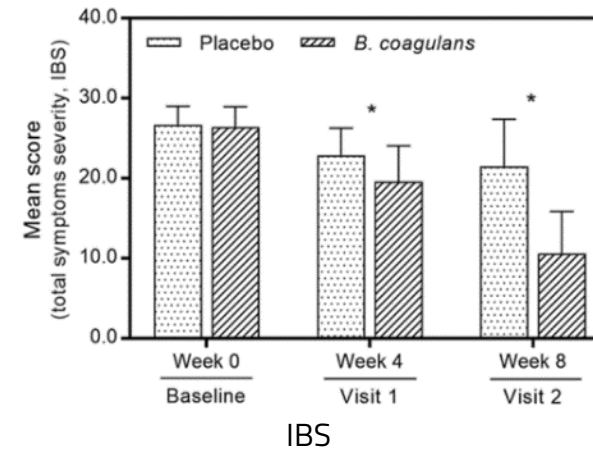 40.0
Placebo B. coagulans
30.0
20.0
10.0
0.0
Mean score
(total symptoms severity, IBS)
* *
Week 0 Week 4 Week 8
Baseline Visit 1 Visit 2
IBS